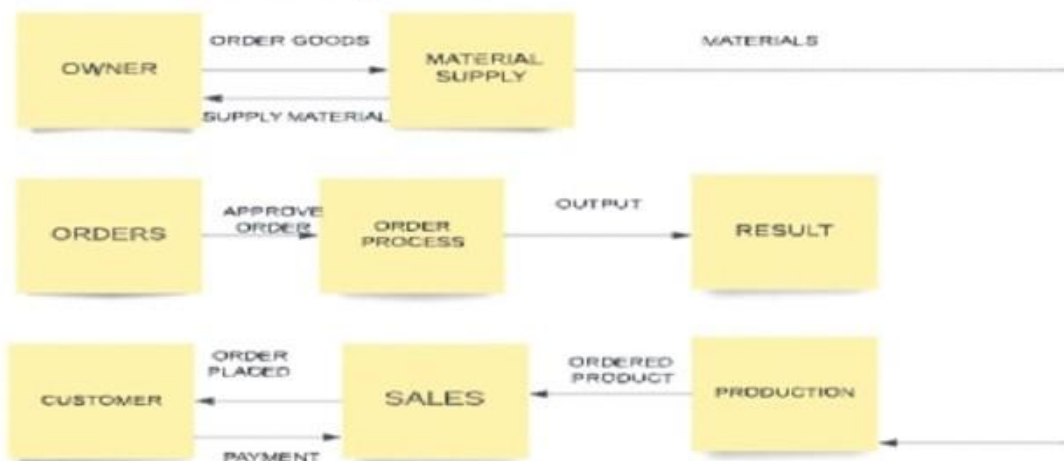 OWNER
ORDER GOODS
SUPPLY MATERIAL
MATERIAL
SUPPLY
MATERIALS
ORDERS
APPROVE
ORDER
ORDER
PROCESS
OUTPUT
RESULT
CUSTOMER
ORDER
PLACED
PAYMENT
SALES
ORDERED
PRODUCT
PRODUCTION